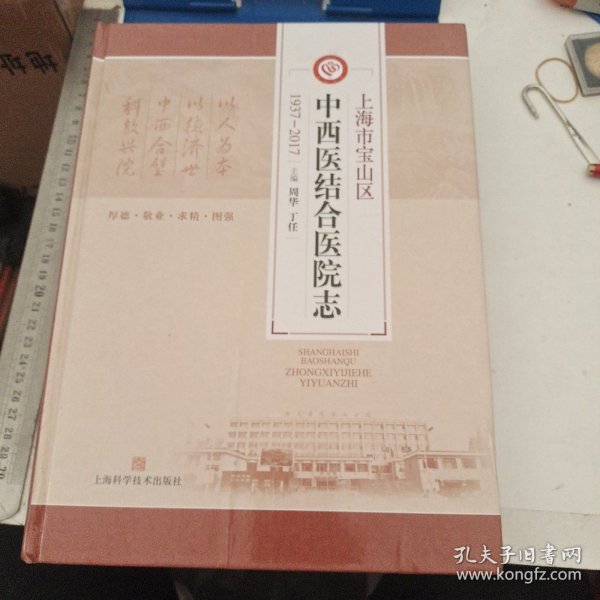 上海市宝山区
中西医结合医院志
1937-2017
主编 周华 丁任
以人为本
以德济世
中西合璧
科教兴院
厚德·敬业·求精·图强
SHANGHAISHI
BAOSHANQU
ZHONGXIYIJIEHE
YIYUANZHI
上海科学技术出版社
孔夫子旧书网
www.kongfz.com